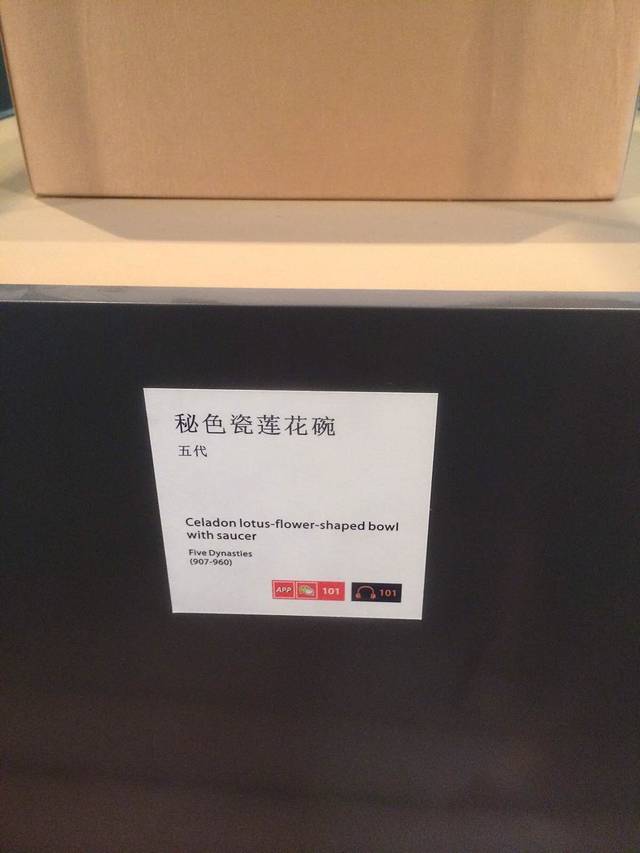 秘色瓷莲花碗
五代
Celadon lotus-flower-shaped bowl
with saucer
Five Dynasties
(907-960)
APP 101 101